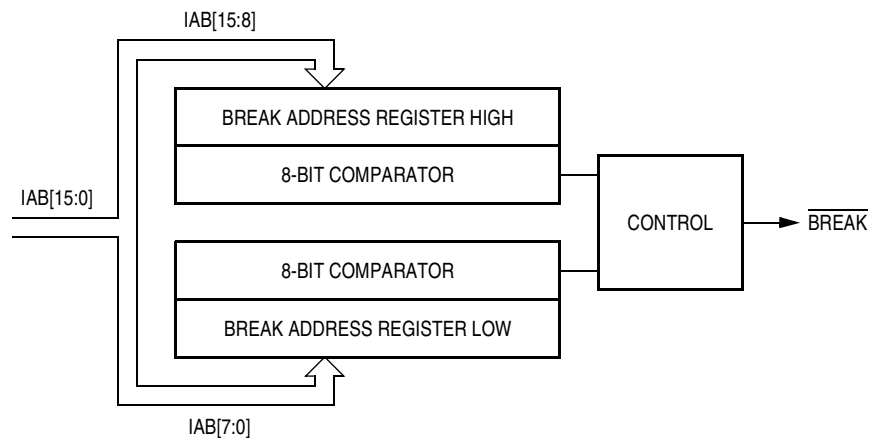 IAB[15:8]
BREAK ADDRESS REGISTER HIGH
8-BIT COMPARATOR
IAB[15:0]
CONTROL
BREAK
8-BIT COMPARATOR
BREAK ADDRESS REGISTER LOW
IAB[7:0]